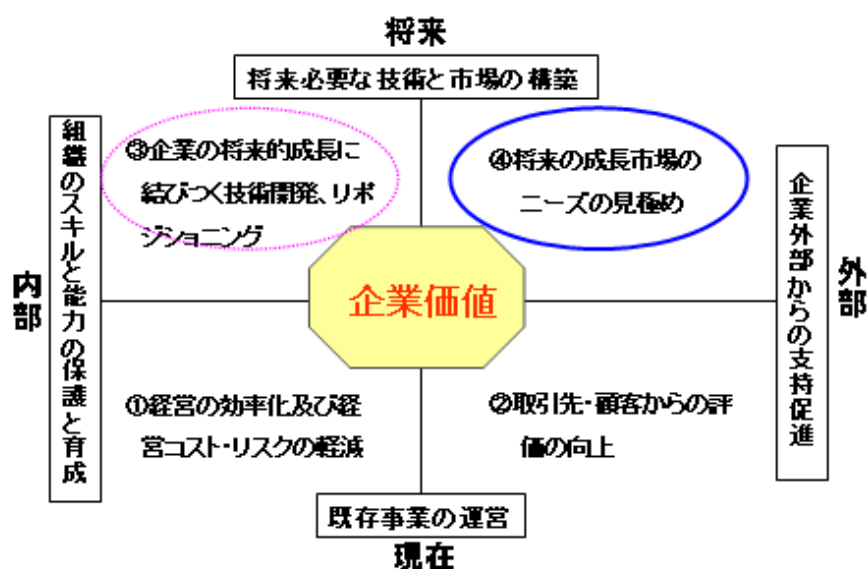 将来
将来必要な技術と市場の構築
組織のスキルと能力の保護と育成
③企業の将来的成長に
結びつく技術開発、リポ
ジショニング
④将来の成長市場の
ニーズの見極め
企業外部からの支持促進
内部
企業価値
外部
①経営の効率化及び経
営コスト・リスクの軽減
②取引先・顧客からの評
価の向上
既存事業の運営
現在